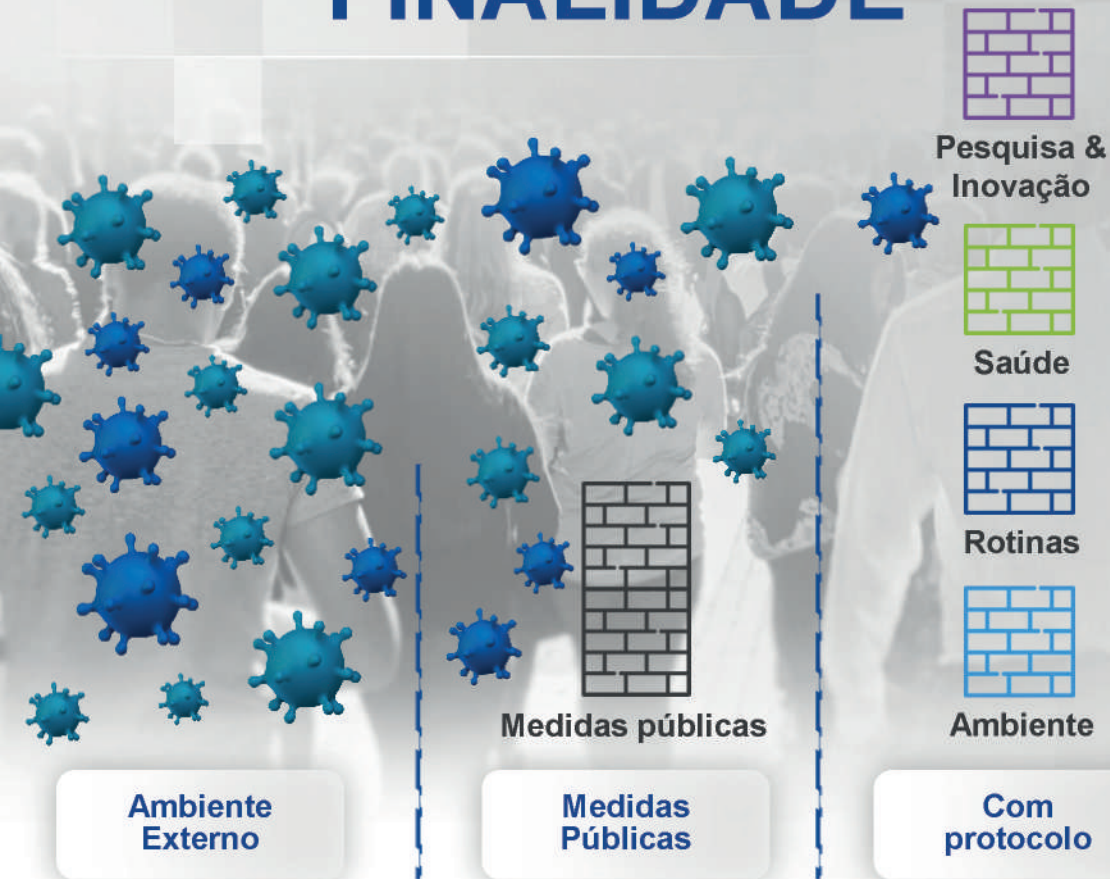 FINALIDADE
Pesquisa &
Inovação
Saúde
Rotinas
Ambiente
Medidas públicas
Ambiente
Externo
Medidas
Públicas
Com
protocolo